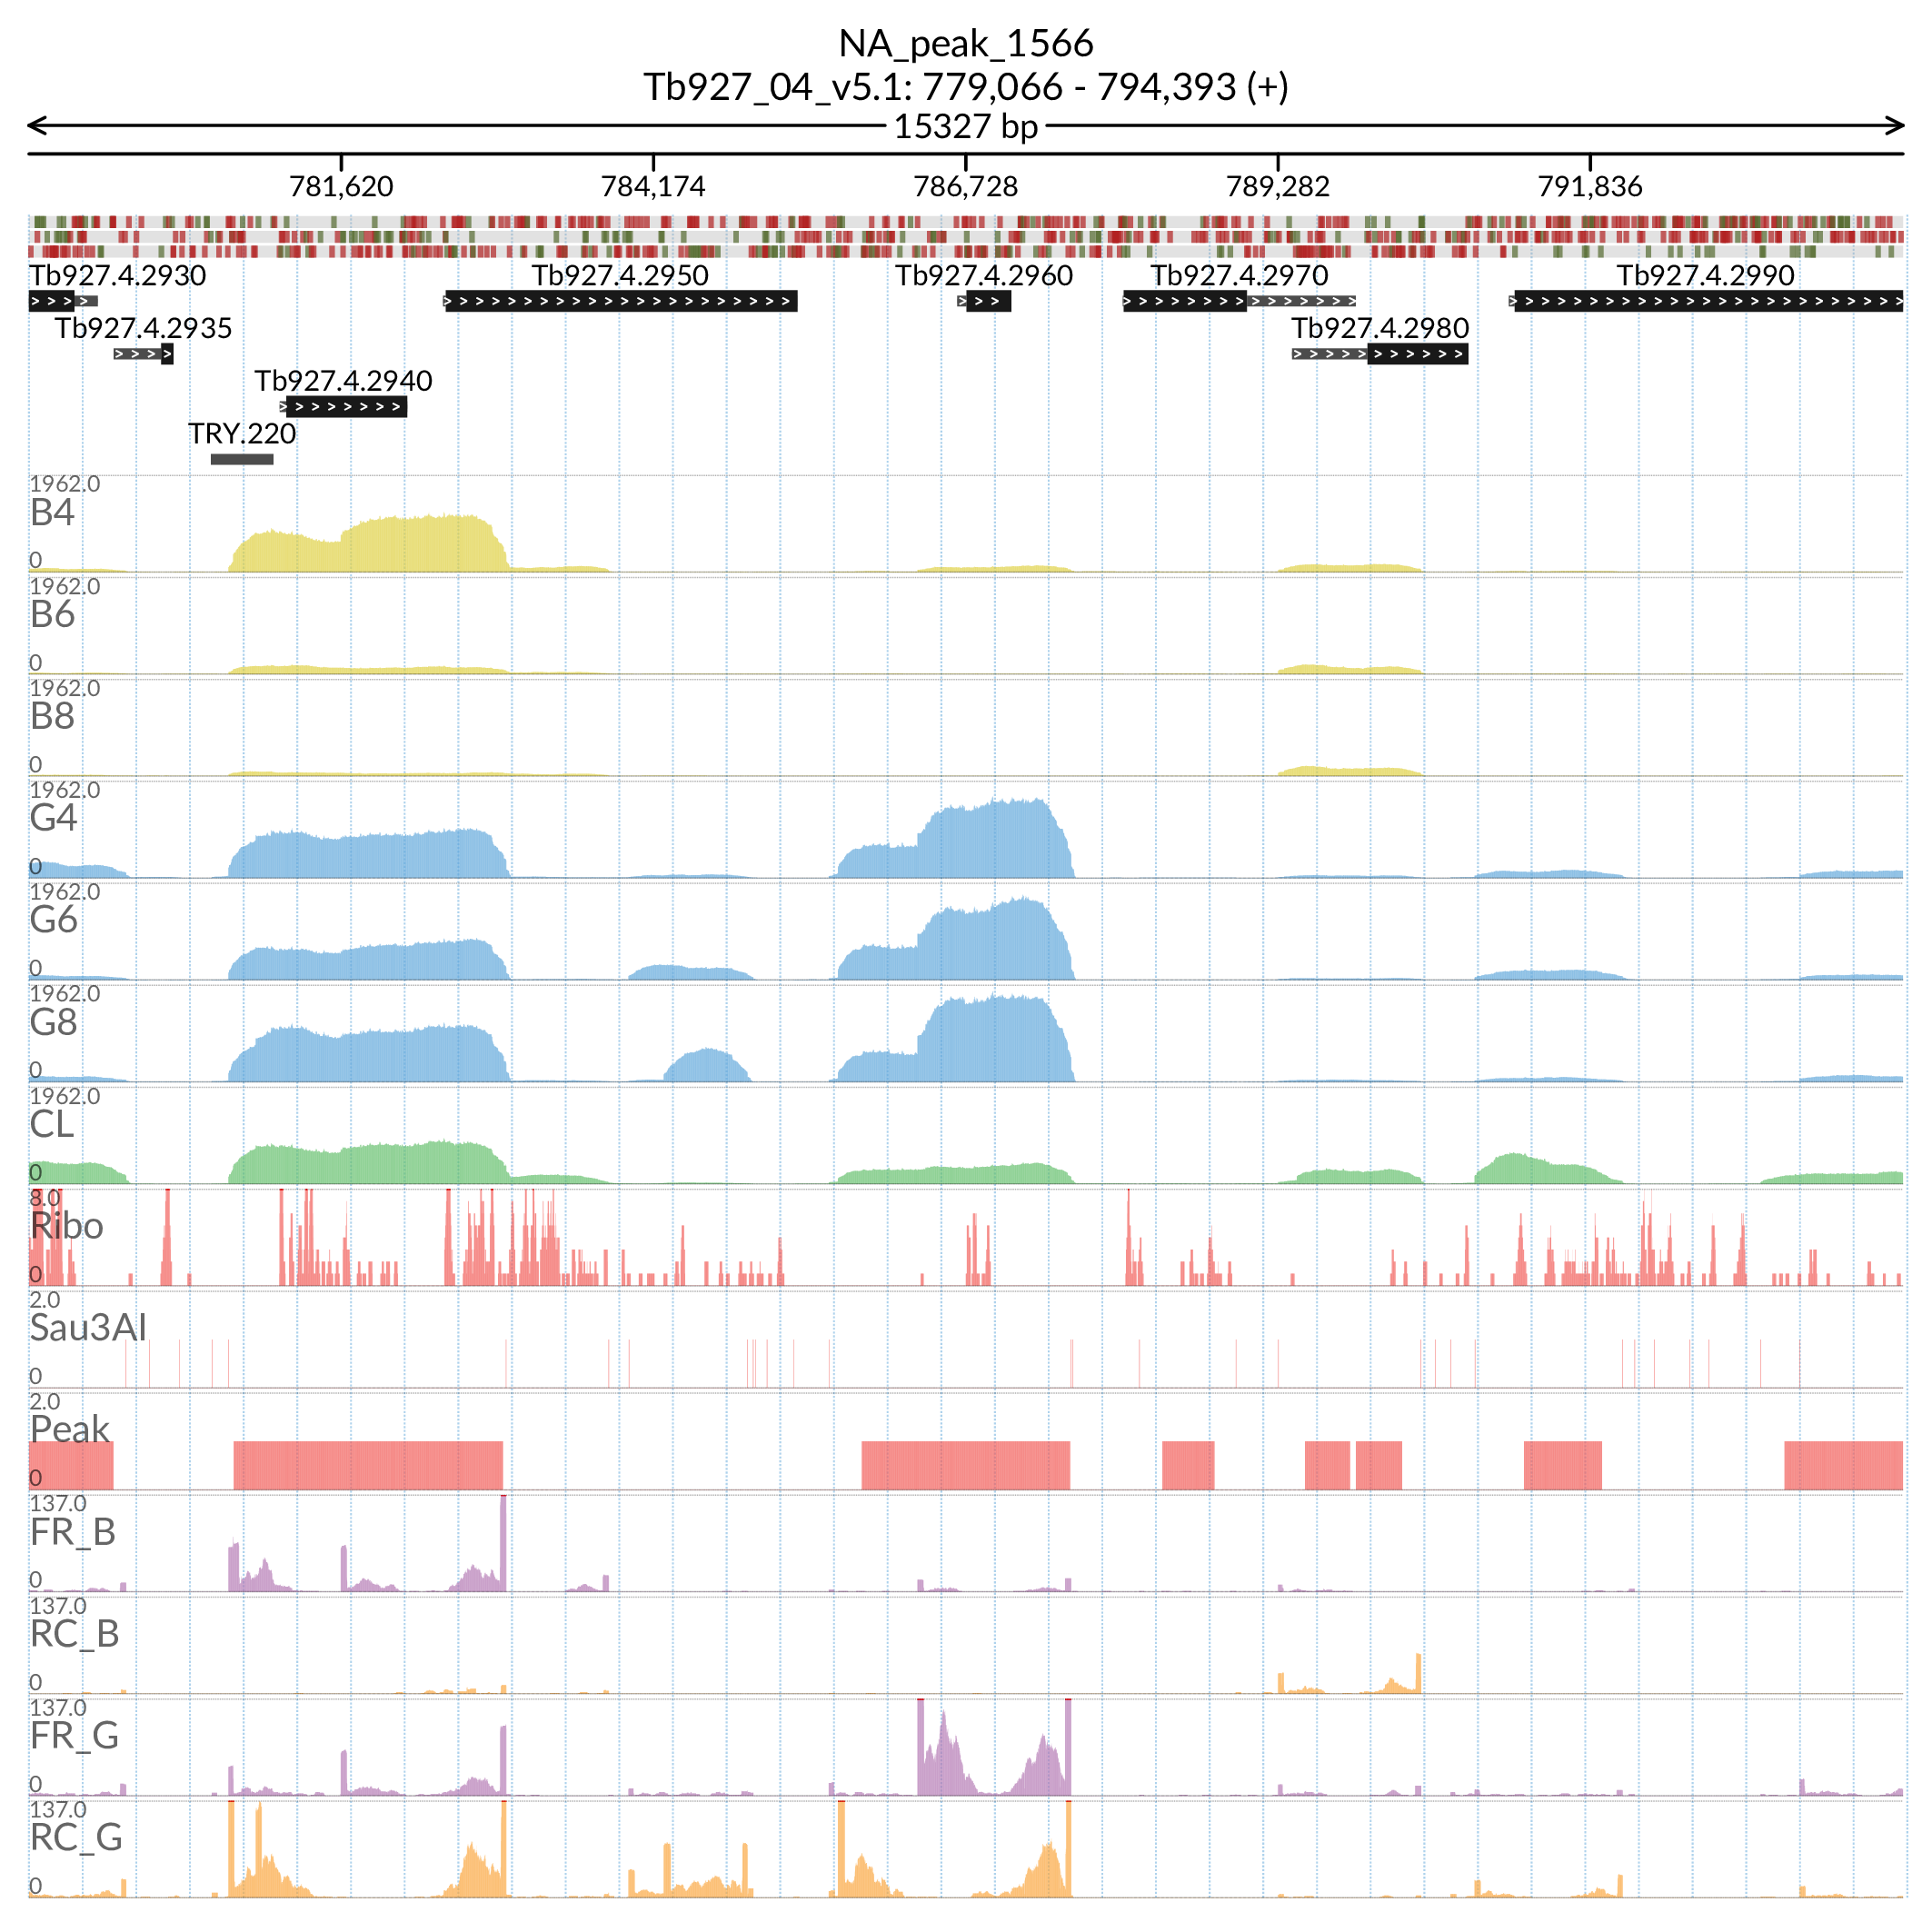 NA_peak_1566
Tb927_04_v5.1: 779,066 - 794,393 (+)
15327 bp
781,620 784,174 786,728 789,282 791,836
Tb927.4.2930 Tb927.4.2950 Tb927.4.2960 Tb927.4.2970 Tb927.4.2990
Tb927.4.2935 Tb927.4.2980
Tb927.4.2940
TRY.220
1962.0
B4
0
1962.0
B6
0
1962.0
B8
0
1962.0
G4
0
1962.0
G6
0
1962.0
G8
0
1962.0
CL
0
8.0
Ribo
0
2.0
Sau3AI
0
2.0
Peak
0
137.0
FR_B
0
137.0
RC_B
0
137.0
FR_G
0
137.0
RC_G
0